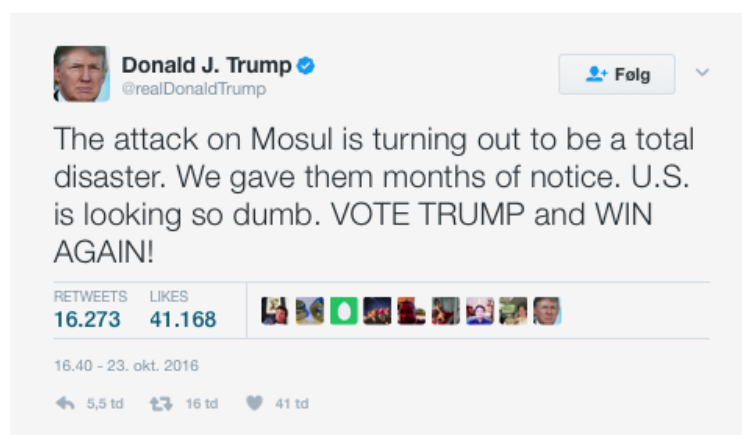 Donald J. Trump
@realDonaldTrump
Følg
The attack on Mosul is turning out to be a total
disaster. We gave them months of notice. U.S.
is looking so dumb. VOTE TRUMP and WIN
AGAIN!
RETWEETS LIKES
16.273 41.168
16.40 - 23. okt. 2016
5,5 td 16 td 41 td